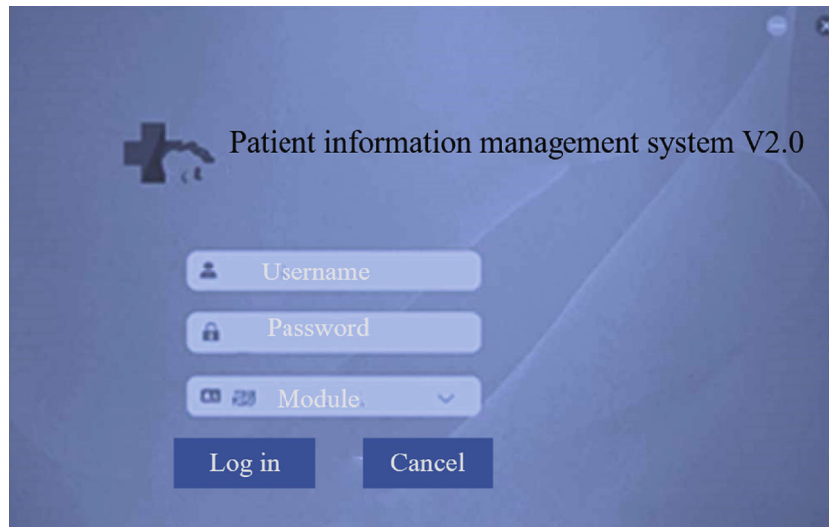 Patient information management system V2.0
Username
Password
Module
Log in
Cancel